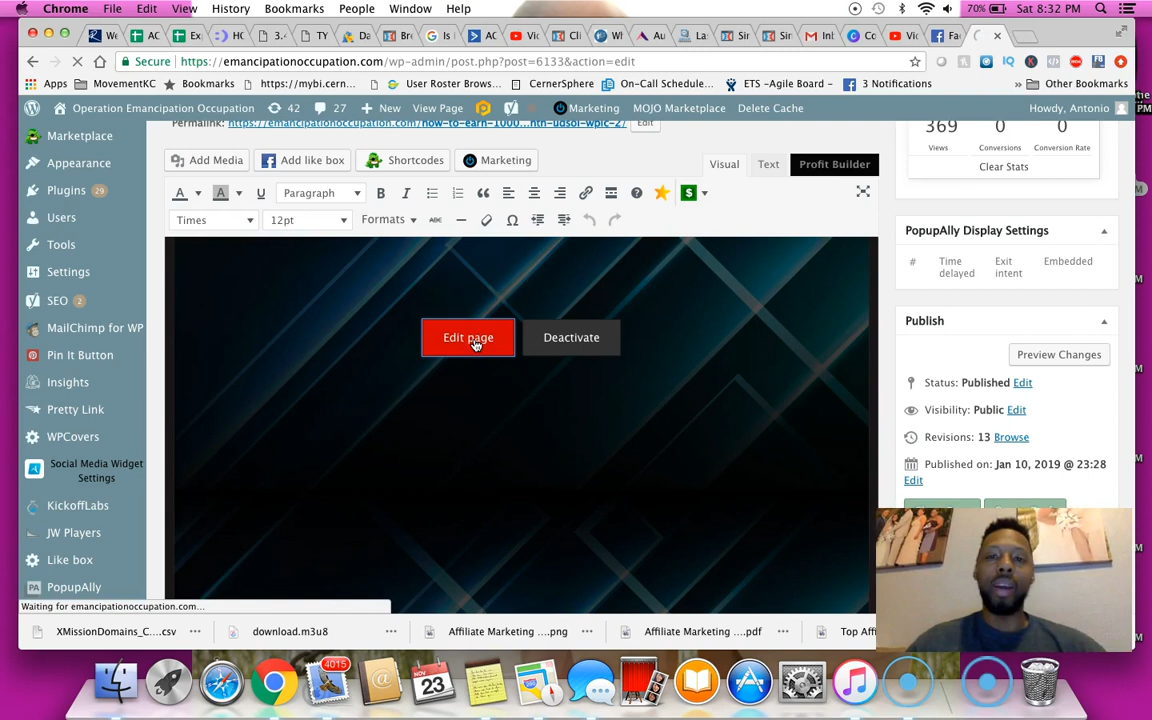 Chrome File Edit View History Bookmarks People Window Help 70% Sat 8:32 PM
Secure https://emancipationoccupation.com/wp-admin/post.php?post=6133&action=edit
Apps MovementKC Bookmarks https://mybi.cern... User Roster Brows... CernerSphere On-Call Schedule... ETS -Agile Board - 3 Notifications » Other Bookmarks
Operation Emancipation Occupation 42 27 New View Page Marketing MOJO Marketplace Delete Cache Howdy, Antonio
Permalink: https://emancipationoccupation.com/ Edit
Marketplace
Appearance
Plugins 29
Users
Tools
Settings
SEO 2
MailChimp for WP
Pin It Button
Insights
Pretty Link
WPCovers
Social Media Widget
Settings
KickoffLabs
JW Players
Like box
PopupAlly
Add Media Add like box Shortcodes Marketing Visual Text Profit Builder
Paragraph
Times 12pt Formats
Edit page Deactivate
369 0 0
Views Conversions Conversion Rate
Clear Stats
PopupAlly Display Settings
# Time delayed Exit intent Embedded
Publish
Preview Changes
Status: Published Edit
Visibility: Public Edit
Revisions: 13 Browse
Published on: Jan 10, 2019 @ 23:28
Edit
Waiting for emancipationoccupation.com...
XMissionDomains_C....csv download.m3u8 Affiliate Marketing ....png Affiliate Marketing ....pdf Top Affi
4015
NOV
23